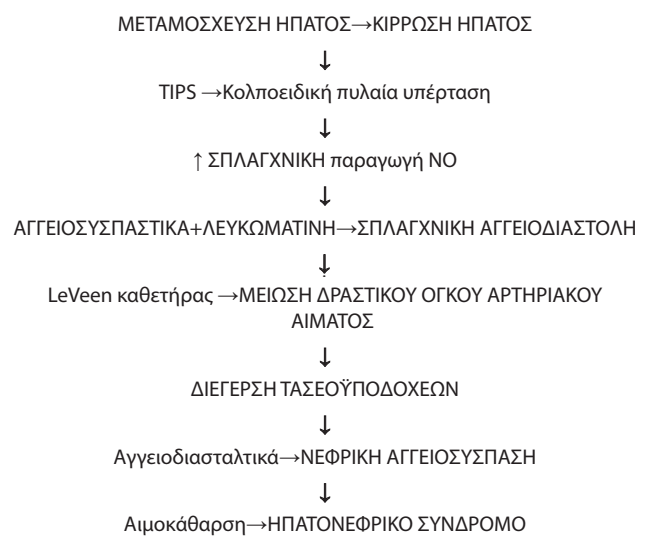 ΜΕΤΑΜΟΣΧΕΥΣΗ ΗΠΑΤΟΣ→ΚΙΡΡΩΣΗ ΗΠΑΤΟΣ
↓
TIPS →Κολποειδική πυλαία υπέρταση
↓
↑ ΣΠΛΑΓΧΝΙΚΗ παραγωγή ΝΟ
↓
ΑΓΓΕΙΟΣΥΣΠΑΣΤΙΚΑ+ΛΕΥΚΩΜΑΤΙΝΗ→ΣΠΛΑΓΧΝΙΚΗ ΑΓΓΕΙΟΔΙΑΣΤΟΛΗ
↓
LeVeen καθετήρας →ΜΕΙΩΣΗ ΔΡΑΣΤΙΚΟΥ ΟΓΚΟΥ ΑΡΤΗΡΙΑΚΟΥ
ΑΙΜΑΤΟΣ
↓
ΔΙΕΓΕΡΣΗ ΤΑΣΕΟΫΠΟΔΟΧΕΩΝ
↓
Αγγειοδιασταλτικά→ΝΕΦΡΙΚΗ ΑΓΓΕΙΟΣΥΣΠΑΣΗ
↓
Αιμοκάθαρση→ΗΠΑΤΟΝΕΦΡΙΚΟ ΣΥΝΔΡΟΜΟ